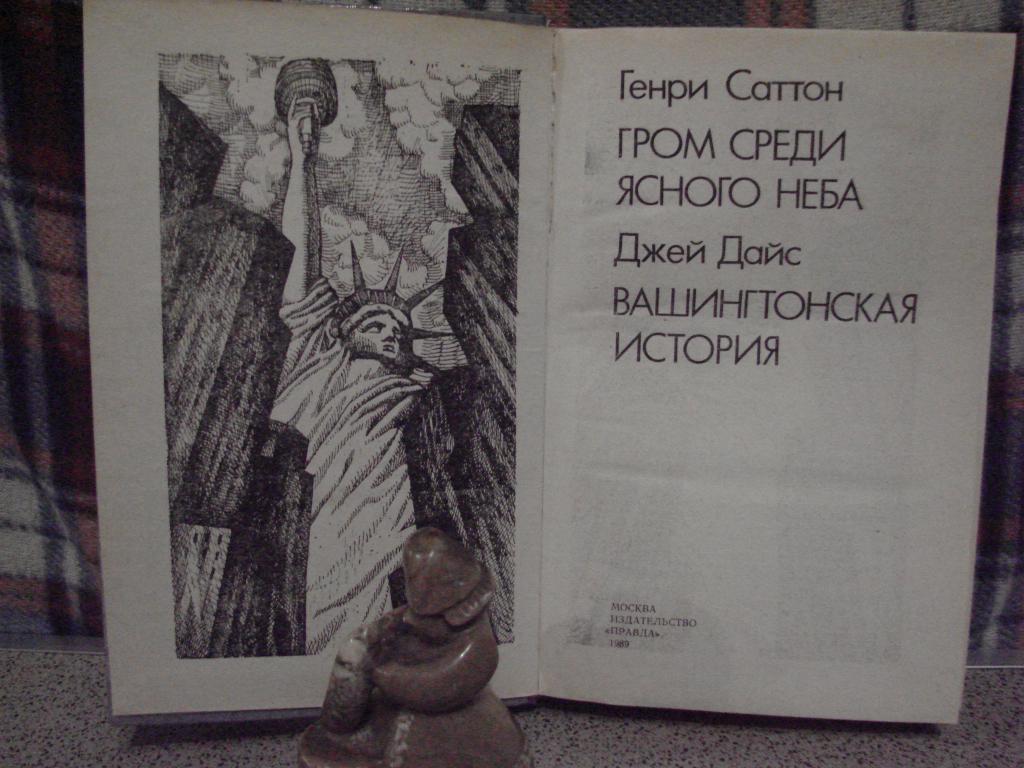 Генри Саттон
ГРОМ СРЕДИ
ЯСНОГО НЕБА
Джей Дайс
ВАШИНГТОНСКАЯ
ИСТОРИЯ
МОСКВА
ИЗДАТЕЛЬСТВО
«ПРАВДА»
1989